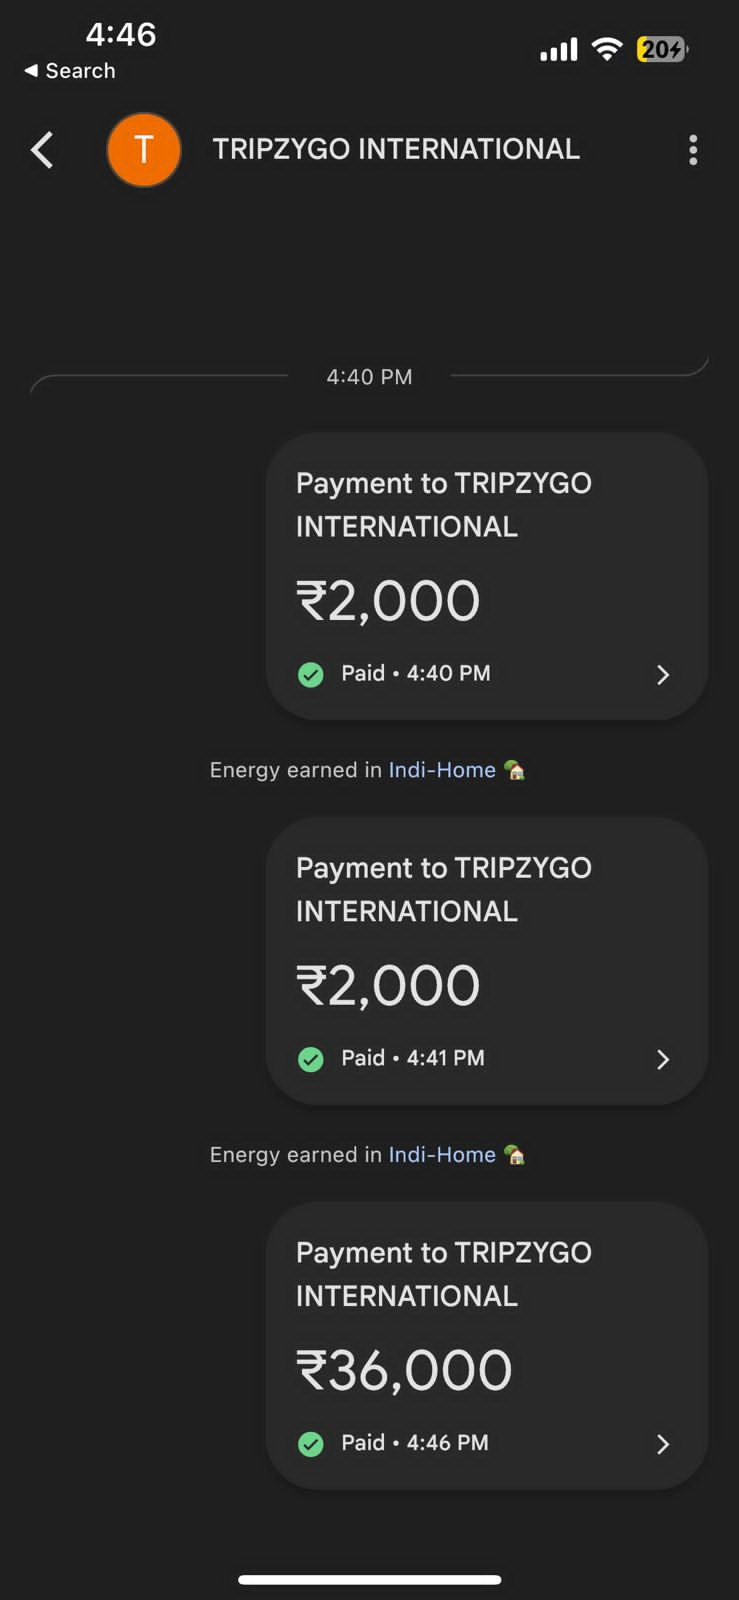 4:46
20
◀ Search
T
TRIPZYGO INTERNATIONAL
4:40 PM
Payment to TRIPZYGO
INTERNATIONAL
₹2,000
Paid • 4:40 PM
Energy earned in Indi-Home 🏡
Payment to TRIPZYGO
INTERNATIONAL
₹2,000
Paid • 4:41 PM
Energy earned in Indi-Home 🏡
Payment to TRIPZYGO
INTERNATIONAL
₹36,000
Paid • 4:46 PM